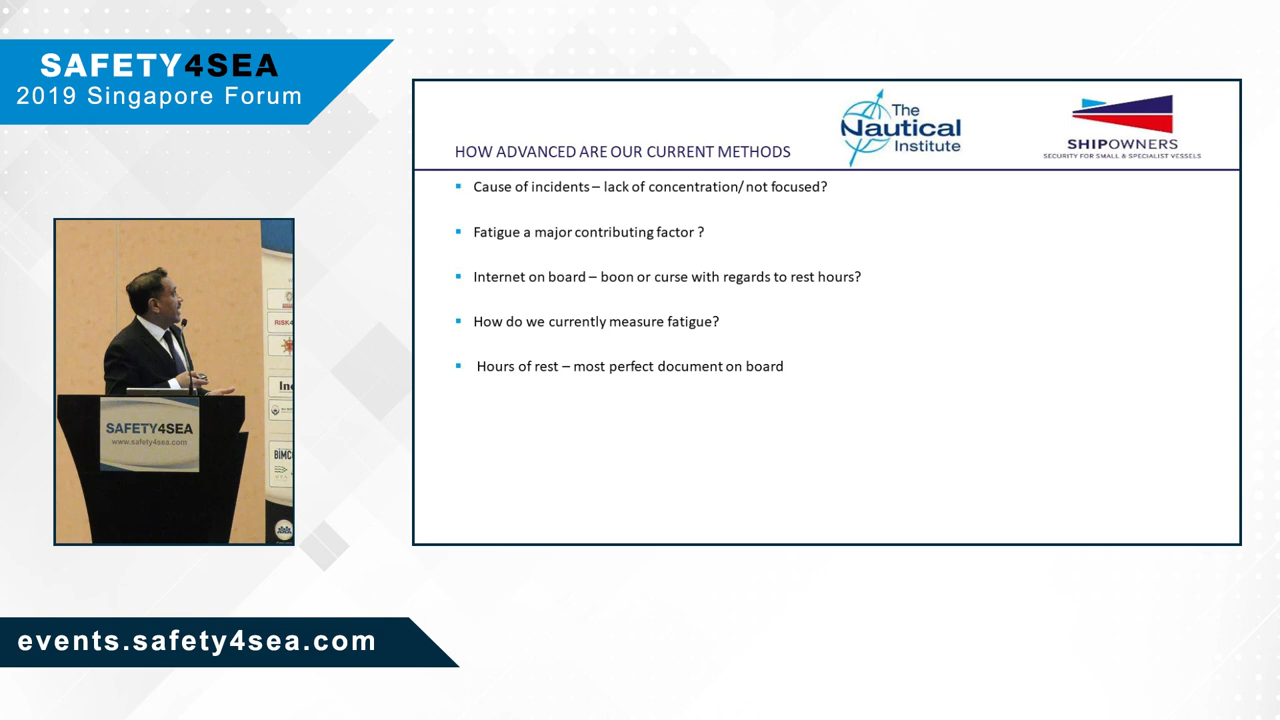 SAFETY4SEA
2019 Singapore Forum
HOW ADVANCED ARE OUR CURRENT METHODS
The
Nautical
Institute
SHIPOWNERS
SECURITY FOR SMALL & SPECIALIST VESSELS
▪ Cause of incidents – lack of concentration/ not focused?
▪ Fatigue a major contributing factor ?
▪ Internet on board – boon or curse with regards to rest hours?
▪ How do we currently measure fatigue?
▪ Hours of rest – most perfect document on board
SAFETY4SEA
www.safety4sea.com
events.safety4sea.com